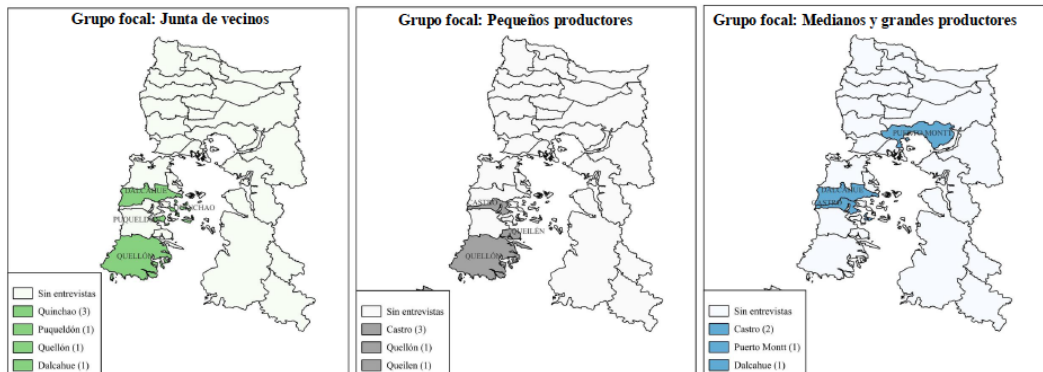 Grupo focal: Junta de vecinos
DALCAHUE
QUINCHAO
PUQUELDÓN
QUELLÓN
Sin entrevistas
Quinchao (3)
Puqueldón (1)
Quellón (1)
Dalcahue (1)
Grupo focal: Pequeños productores
CASTRO
QUEILÉN
QUELLÓN
Sin entrevistas
Castro (3)
Quellón (1)
Queilen (1)
Grupo focal: Medianos y grandes productores
PUERTO MONTT
DALCAHUE
CASTRO
Sin entrevistas
Castro (2)
Puerto Montt (1)
Dalcahue (1)